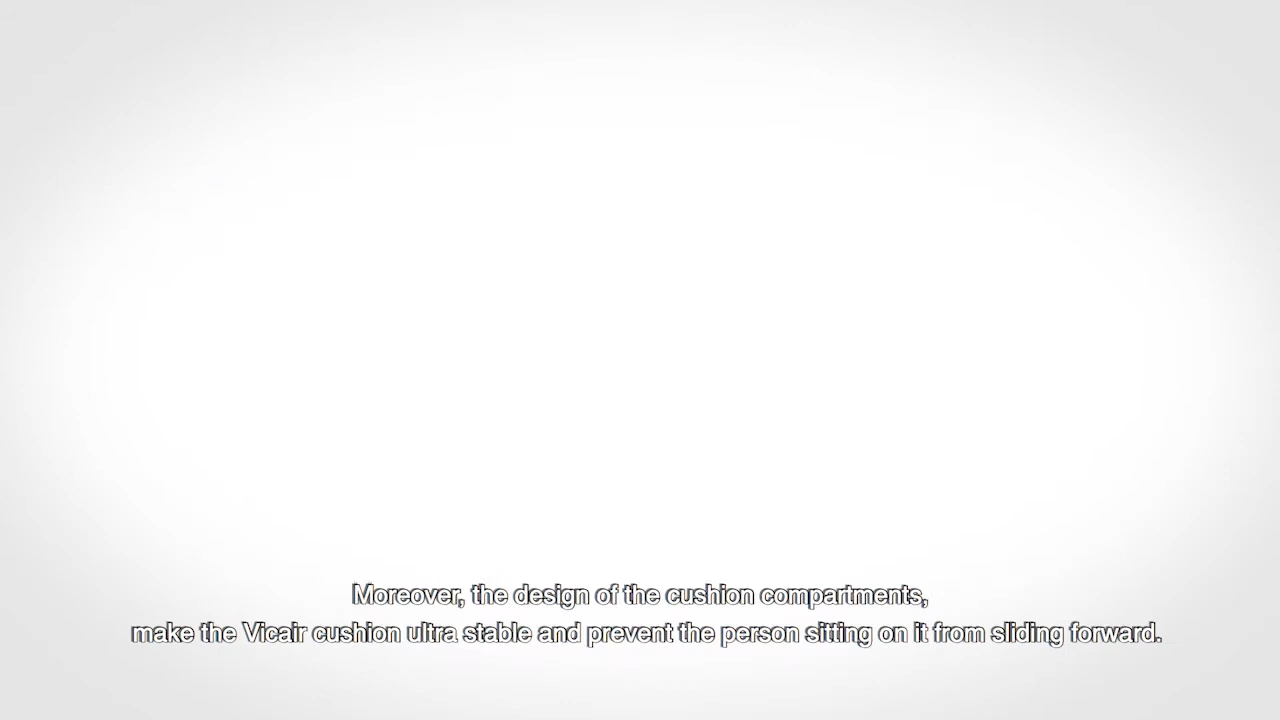 Moreover, the design of the cushion compartments,
make the Vicair cushion ultra stable and prevent the person sitting on it from sliding forward.